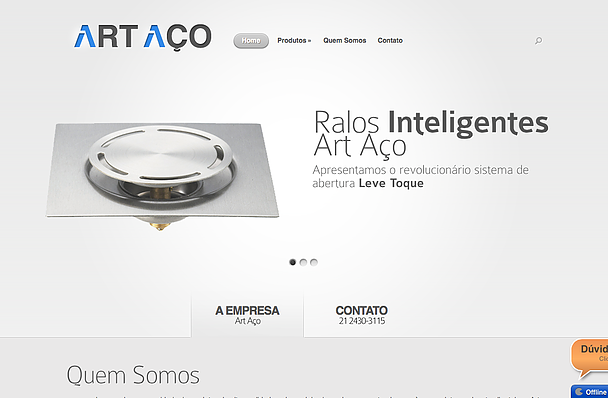 ART AÇO
Home
Produtos »
Quem Somos
Contato
Ralos Inteligentes
Art Aço
Apresentamos o revolucionário sistema de
abertura Leve Toque
A EMPRESA
Art Aço
CONTATO
21 2430-3115
Quem Somos
Dúvid
Clic
Offline